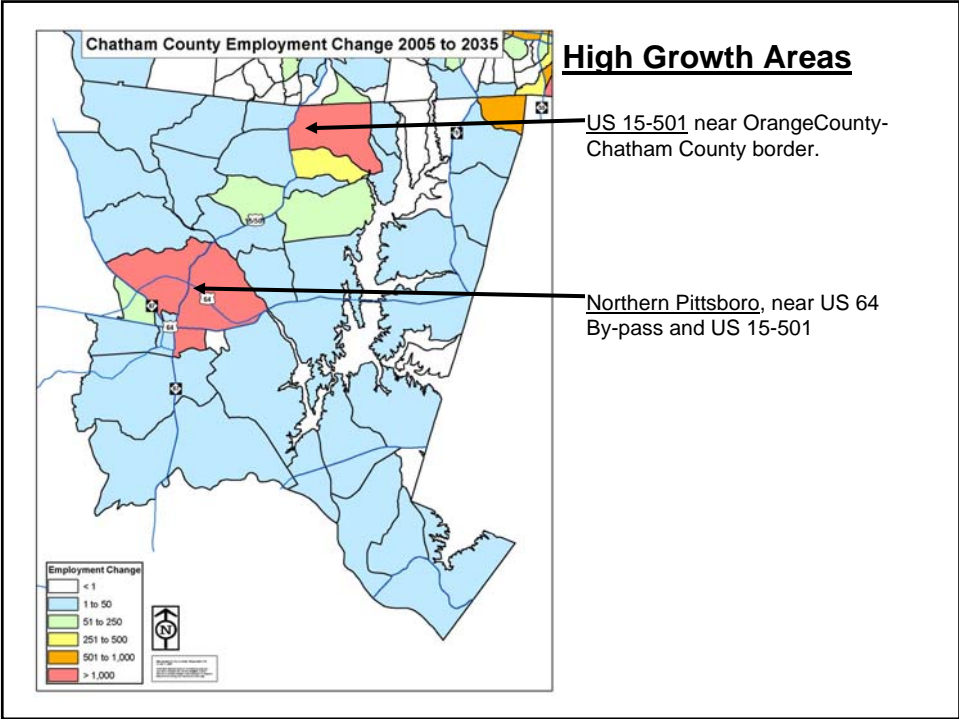 Chatham County Employment Change 2005 to 2035
High Growth Areas
US 15-501 near OrangeCounty-
Chatham County border.
15/501
64
Northern Pittsboro, near US 64
By-pass and US 15-501
64
Employment Change
< 1
1 to 50
51 to 250
251 to 500
501 to 1,000
> 1,000
N